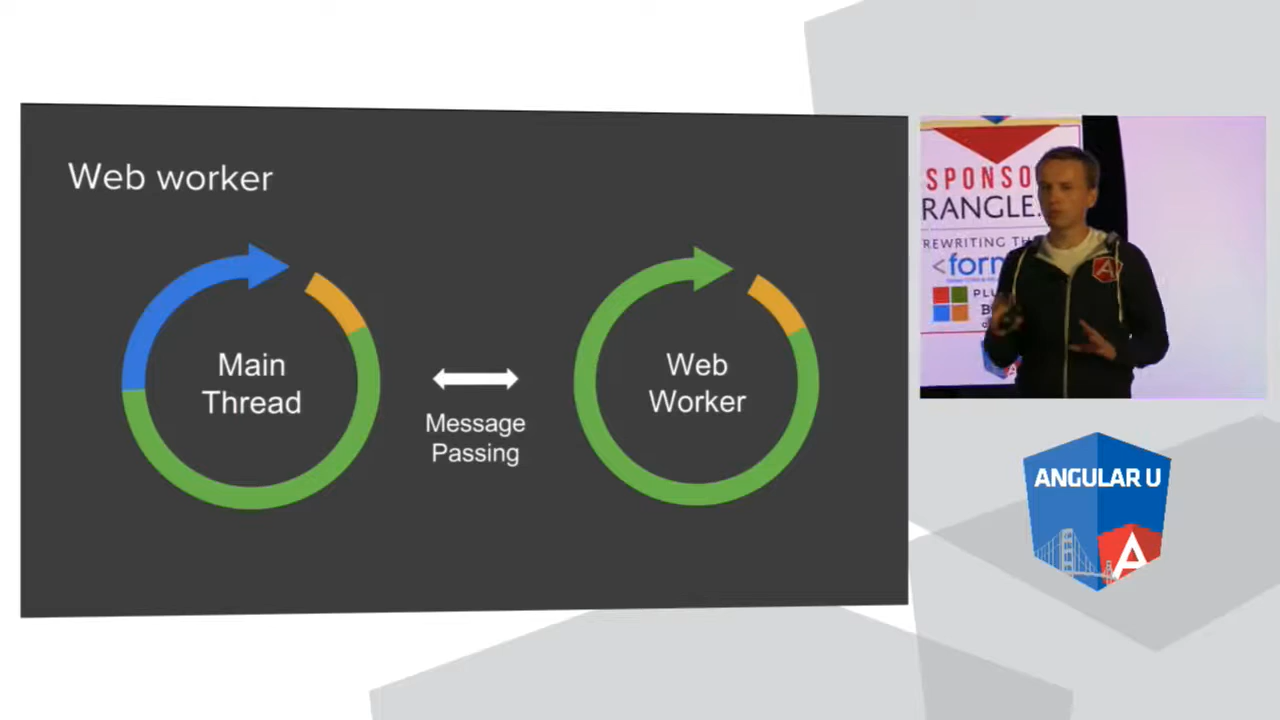 Web worker
Main
Thread
Message
Passing
Web
Worker
SPONSO
RANGLE.
REWRITING TH
<form
PLU
ANGULAR U